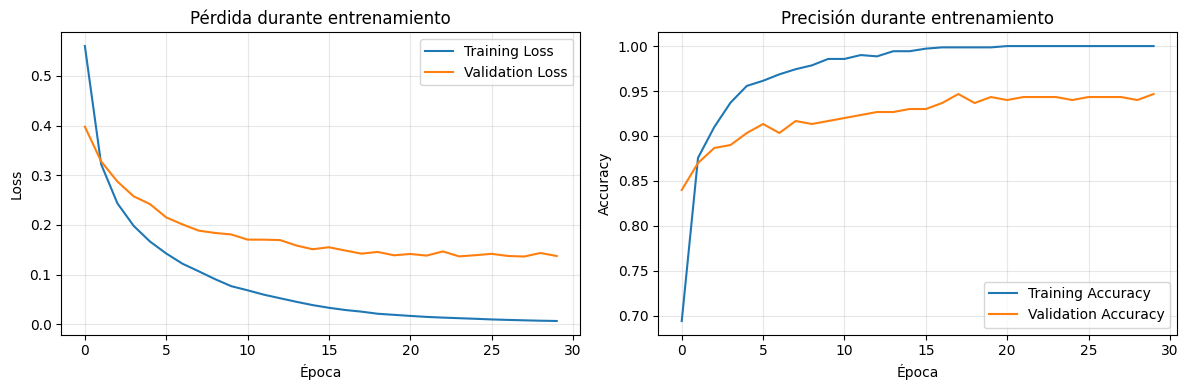 Pérdida durante entrenamiento
0.5
0.4
0.3
0.2
0.1
0.0
Loss
Training Loss
Validation Loss
0 5 10 15 20 25 30
Época
Precisión durante entrenamiento
1.00
0.95
0.90
0.85
0.80
0.75
0.70
Accuracy
Training Accuracy
Validation Accuracy
0 5 10 15 20 25 30
Época